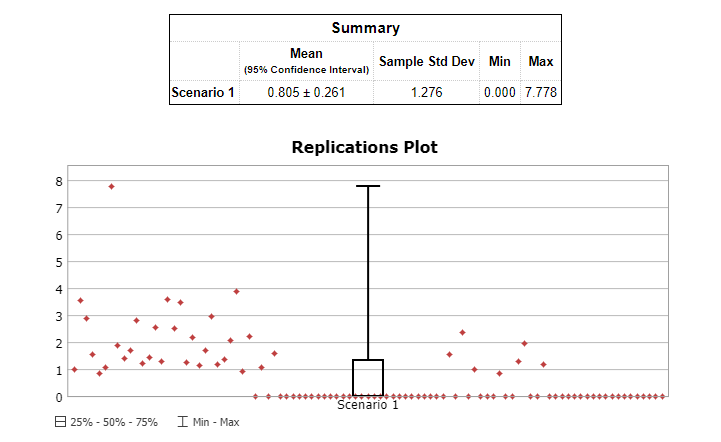 Summary
Mean
(95% Confidence Interval)
Sample Std Dev
Min
Max
Scenario 1
0.805 ± 0.261
1.276
0.000
7.778
Replications Plot
8
7
6
5
4
3
2
1
0
Scenario 1
25% - 50% - 75%
Min - Max